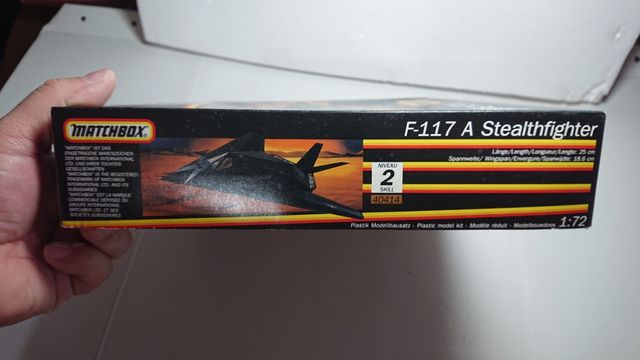 MATCHBOX
"MATCHBOX" IST DAS
EINGETRAGENE WARENZEICHEN
DER MATCHBOX INTERNATIONAL
LTD. UND IHRER TOCHTER
GESELLSCHAFTEN
"MATCHBOX" IS THE REGISTERED
TRADEMARK OF MATCHBOX
INTERNATIONAL LTD. AND ITS
SUBSIDIARIES
"MATCHBOX" EST LA MARQUE
COMMERCIALE DÉPOSÉE DU
GROUPE INTERNATIONAL
MATCHBOX LTD. ET SES
SOCIÉTÉS SUBSIDIAIRES
F-117 A Stealthfighter
Länge/Length/Longueur/Lengte: 25 cm
Spannweite/ Wingspan/Envergure/Spanwijdte: 18.6 cm
NIVEAU
2
SKILL
40414
Plastik Modellbausatz - Plastic model kit - Modèle réduit - Modelbouwdoos 1:72